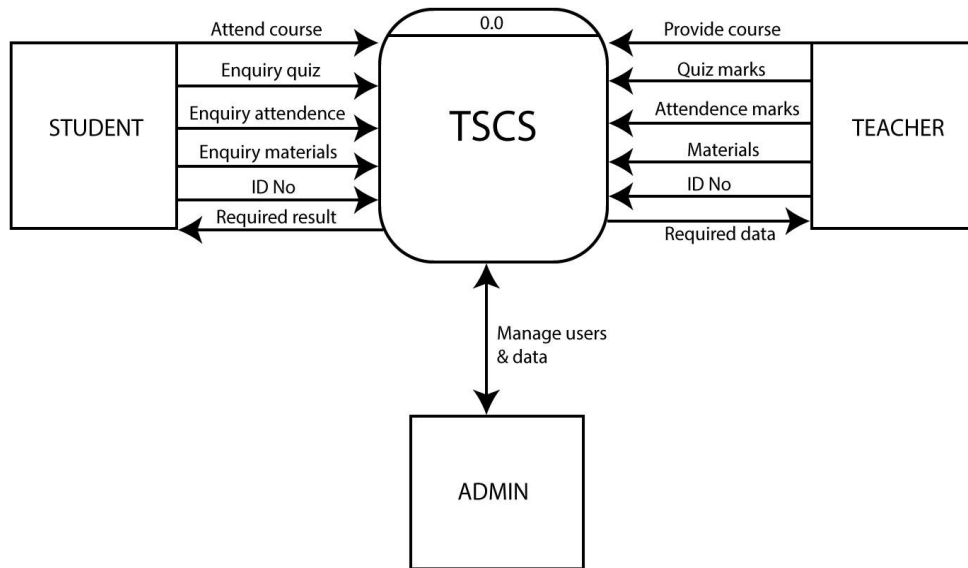 0.0
TSCS
STUDENT
Attend course
Enquiry quiz
Enquiry attendence
Enquiry materials
ID No
Required result
Provide course
Quiz marks
Attendence marks
Materials
ID No
Required data
TEACHER
Manage users
& data
ADMIN